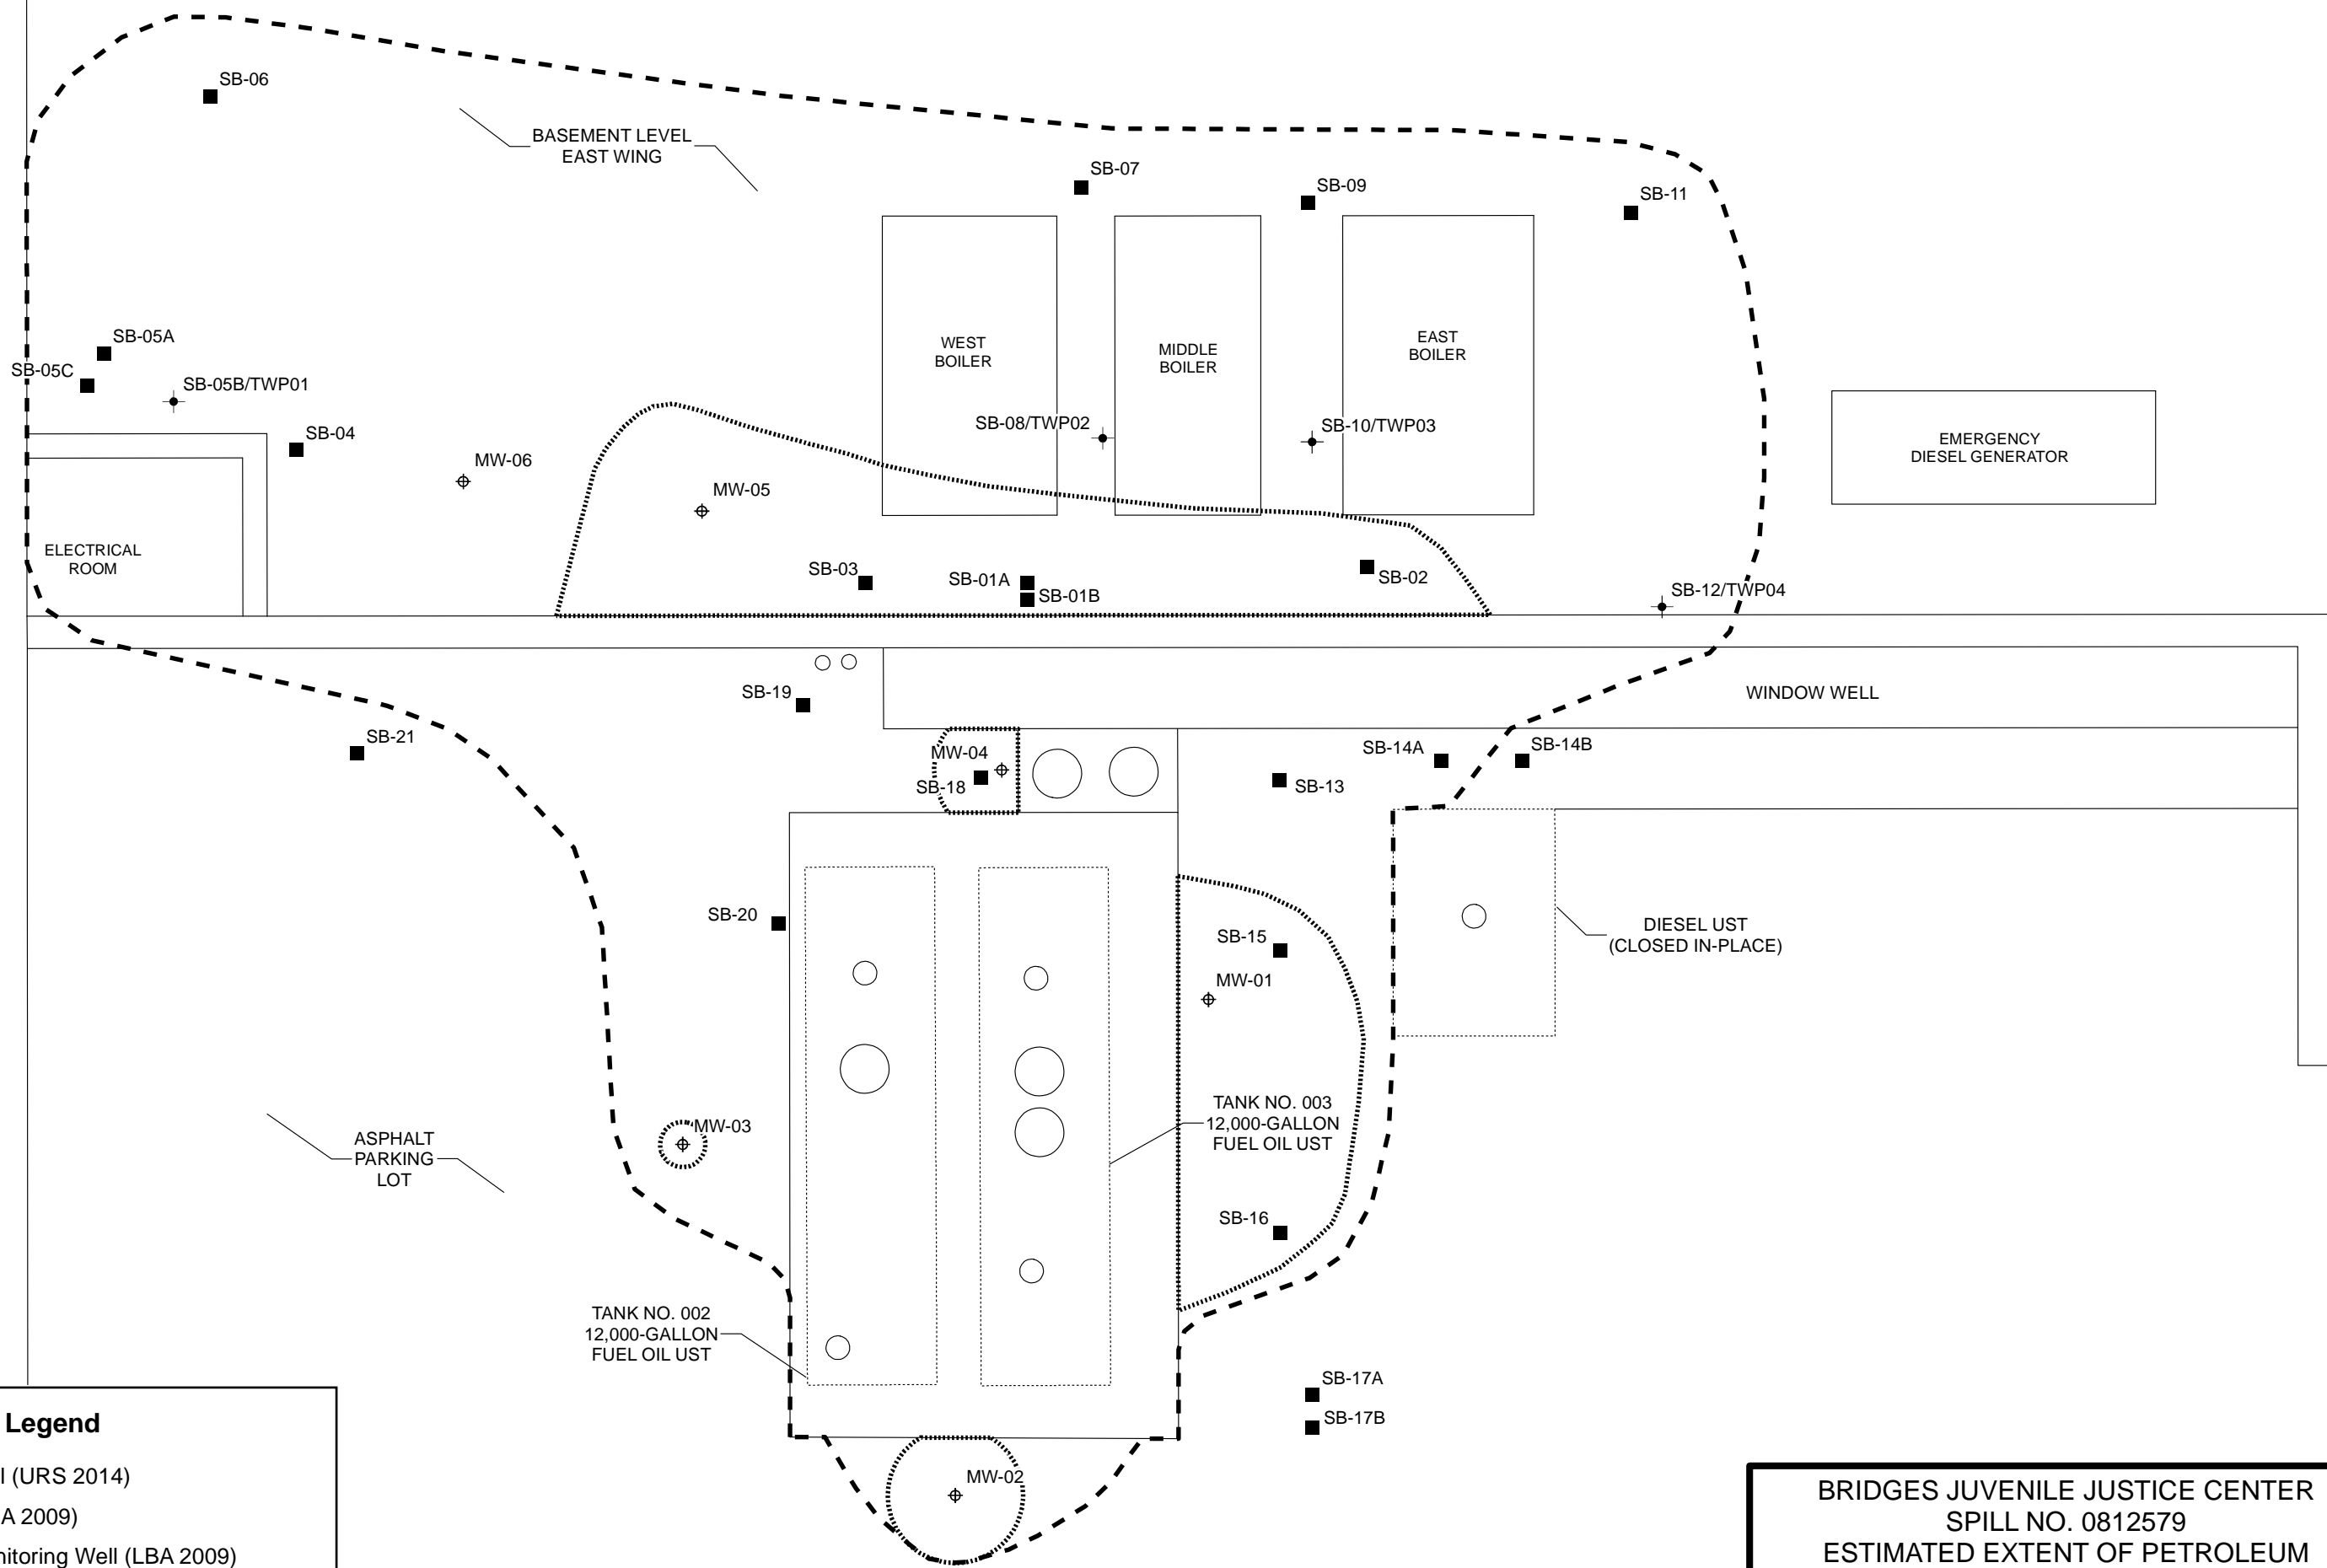 SB-06
BASEMENT LEVEL
EAST WING
SB-07
SB-09
SB-11
SB-05A
SB-05C
SB-05B/TWP01
SB-04
WEST
BOILER
MIDDLE
BOILER
EAST
BOILER
SB-08/TWP02
SB-10/TWP03
EMERGENCY
DIESEL GENERATOR
MW-06
MW-05
ELECTRICAL
ROOM
SB-03
SB-01A
SB-01B
SB-02
SB-12/TWP04
SB-19
WINDOW WELL
SB-21
MW-04
SB-18
SB-13
SB-14A
SB-14B
SB-20
SB-15
MW-01
DIESEL UST
(CLOSED IN-PLACE)
TANK NO. 003
12,000-GALLON
FUEL OIL UST
MW-03
ASPHALT
PARKING
LOT
SB-16
TANK NO. 002
12,000-GALLON
FUEL OIL UST
SB-17A
SB-17B
MW-02
Legend
(URS 2014)
2009)
Well (LBA 2009)
BRIDGES JUVENILE JUSTICE CENTER
SPILL NO. 0812579
ESTIMATED EXTENT OF PETROLEUM